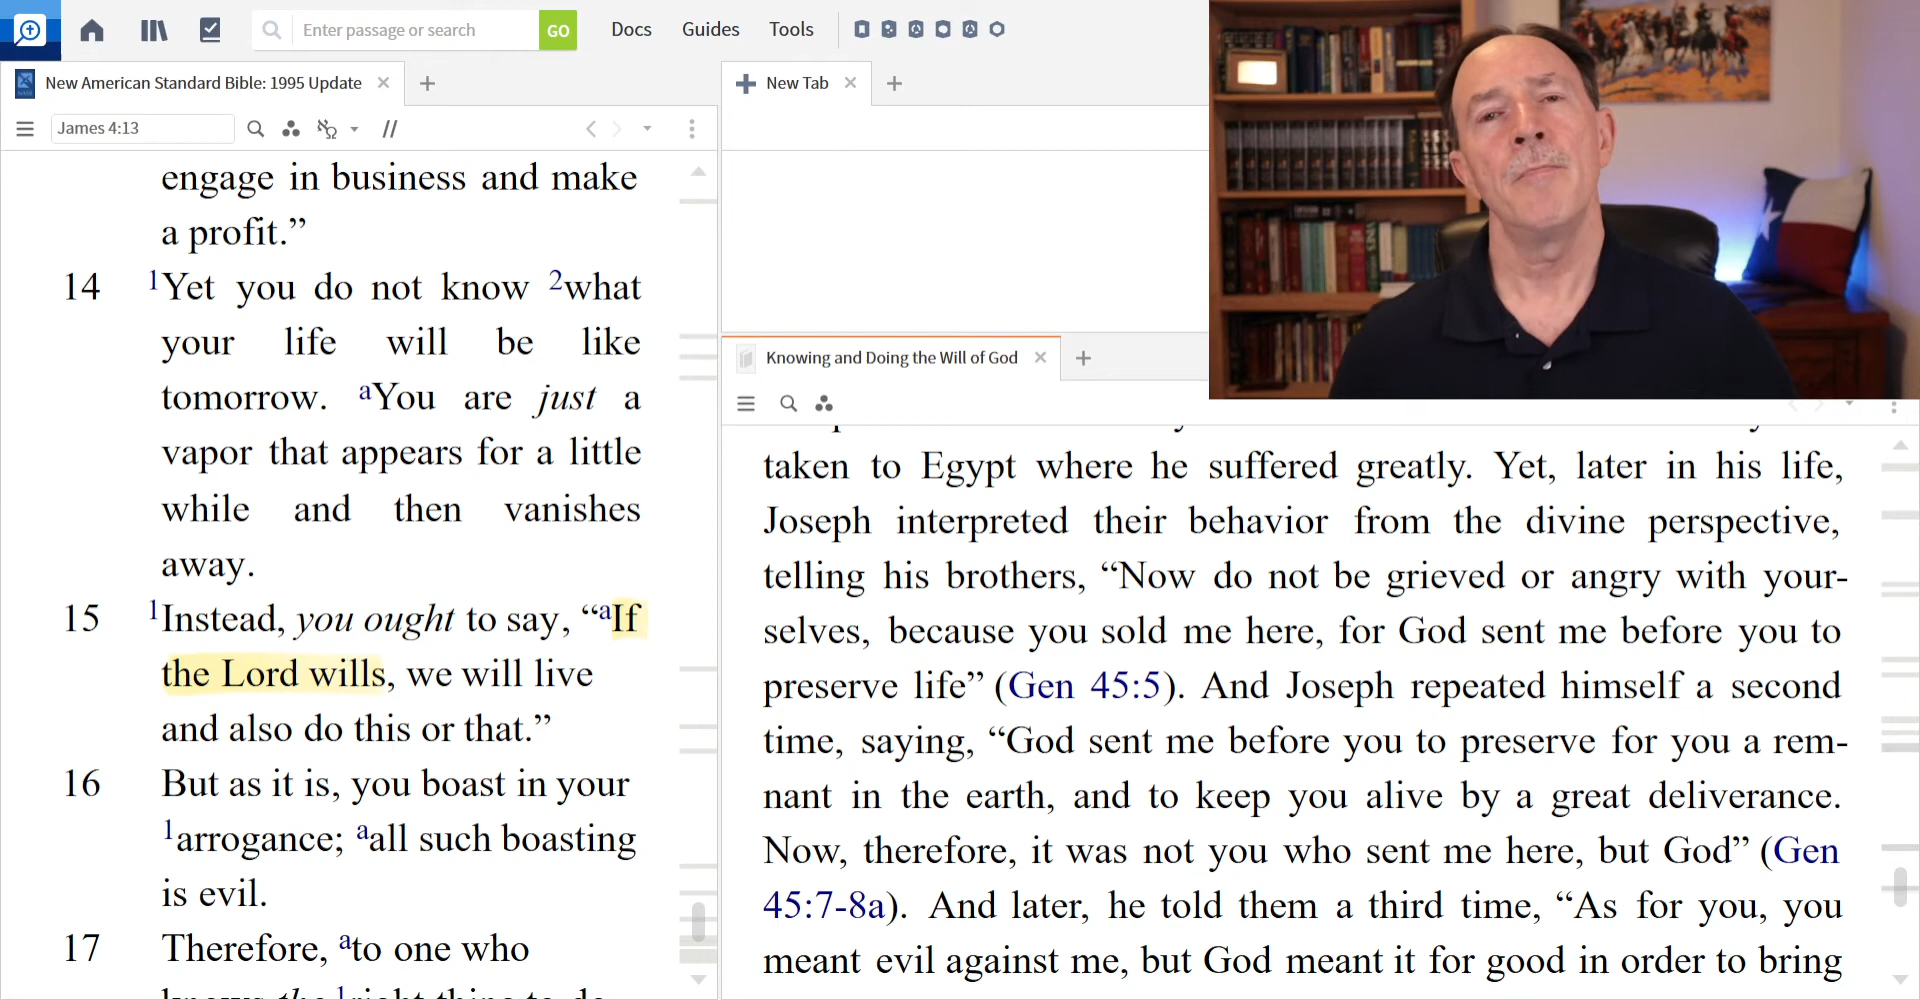 Enter passage or search
GO
Docs
Guides
Tools
New American Standard Bible: 1995 Update
James 4:13
engage in business and make
a profit.”
14 1Yet you do not know 2what
your life will be like
tomorrow. aYou are just a
vapor that appears for a little
while and then vanishes
away.
15 1Instead, you ought to say, “aIf
the Lord wills, we will live
and also do this or that.”
16 But as it is, you boast in your
1arrogance; aall such boasting
is evil.
17 Therefore, ato one who
New Tab
Knowing and Doing the Will of God
taken to Egypt where he suffered greatly. Yet, later in his life,
Joseph interpreted their behavior from the divine perspective,
telling his brothers, “Now do not be grieved or angry with your-
selves, because you sold me here, for God sent me before you to
preserve life” (Gen 45:5). And Joseph repeated himself a second
time, saying, “God sent me before you to preserve for you a rem-
nant in the earth, and to keep you alive by a great deliverance.
Now, therefore, it was not you who sent me here, but God” (Gen
45:7-8a). And later, he told them a third time, “As for you, you
meant evil against me, but God meant it for good in order to bring